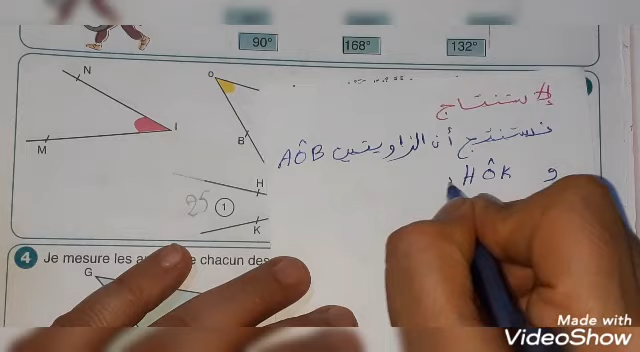 90°
168°
132°
N
I
M
O
B
H
K
25 1
استنتاج
نستنتج أن الزاويتين AÔB
و HÔK
4 Je mesure les a e chacun des
G
Made with
VideoShow